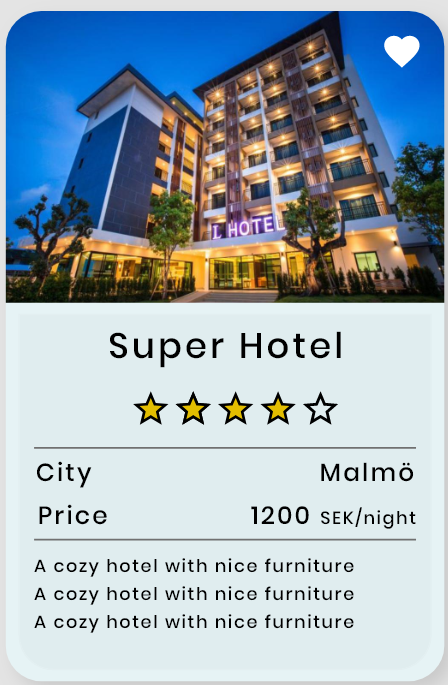 I HOTEL
Super Hotel
City Malmö
Price 1200 SEK/night
A cozy hotel with nice furniture
A cozy hotel with nice furniture
A cozy hotel with nice furniture